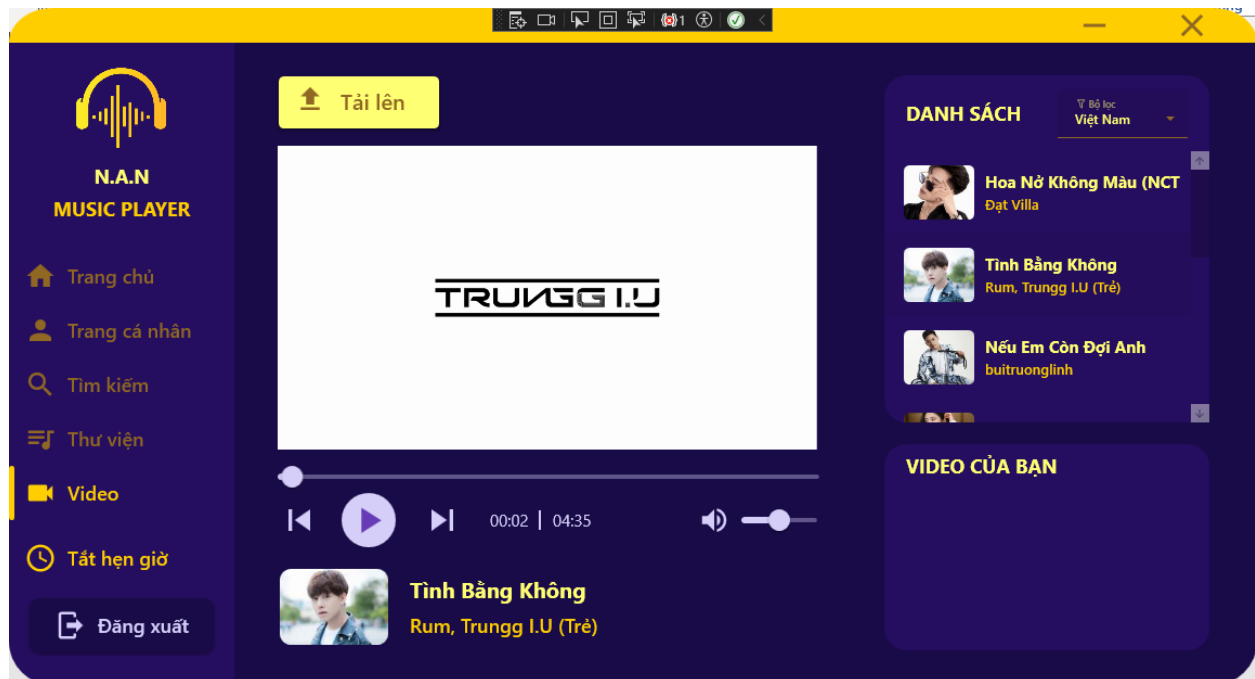 1
N.A.N
MUSIC PLAYER
Trang chủ
Trang cá nhân
Tìm kiếm
Thư viện
Video
Tắt hẹn giờ
Đăng xuất
Tải lên
TRUNGG I.U
00:02 | 04:35
Tình Bằng Không
Rum, Trungg I.U (Trẻ)
DANH SÁCH
Bộ lọc
Việt Nam
Hoa Nở Không Màu (NCT
Đạt Villa
Tình Bằng Không
Rum, Trungg I.U (Trẻ)
Nếu Em Còn Đợi Anh
buitruonglinh
VIDEO CỦA BẠN